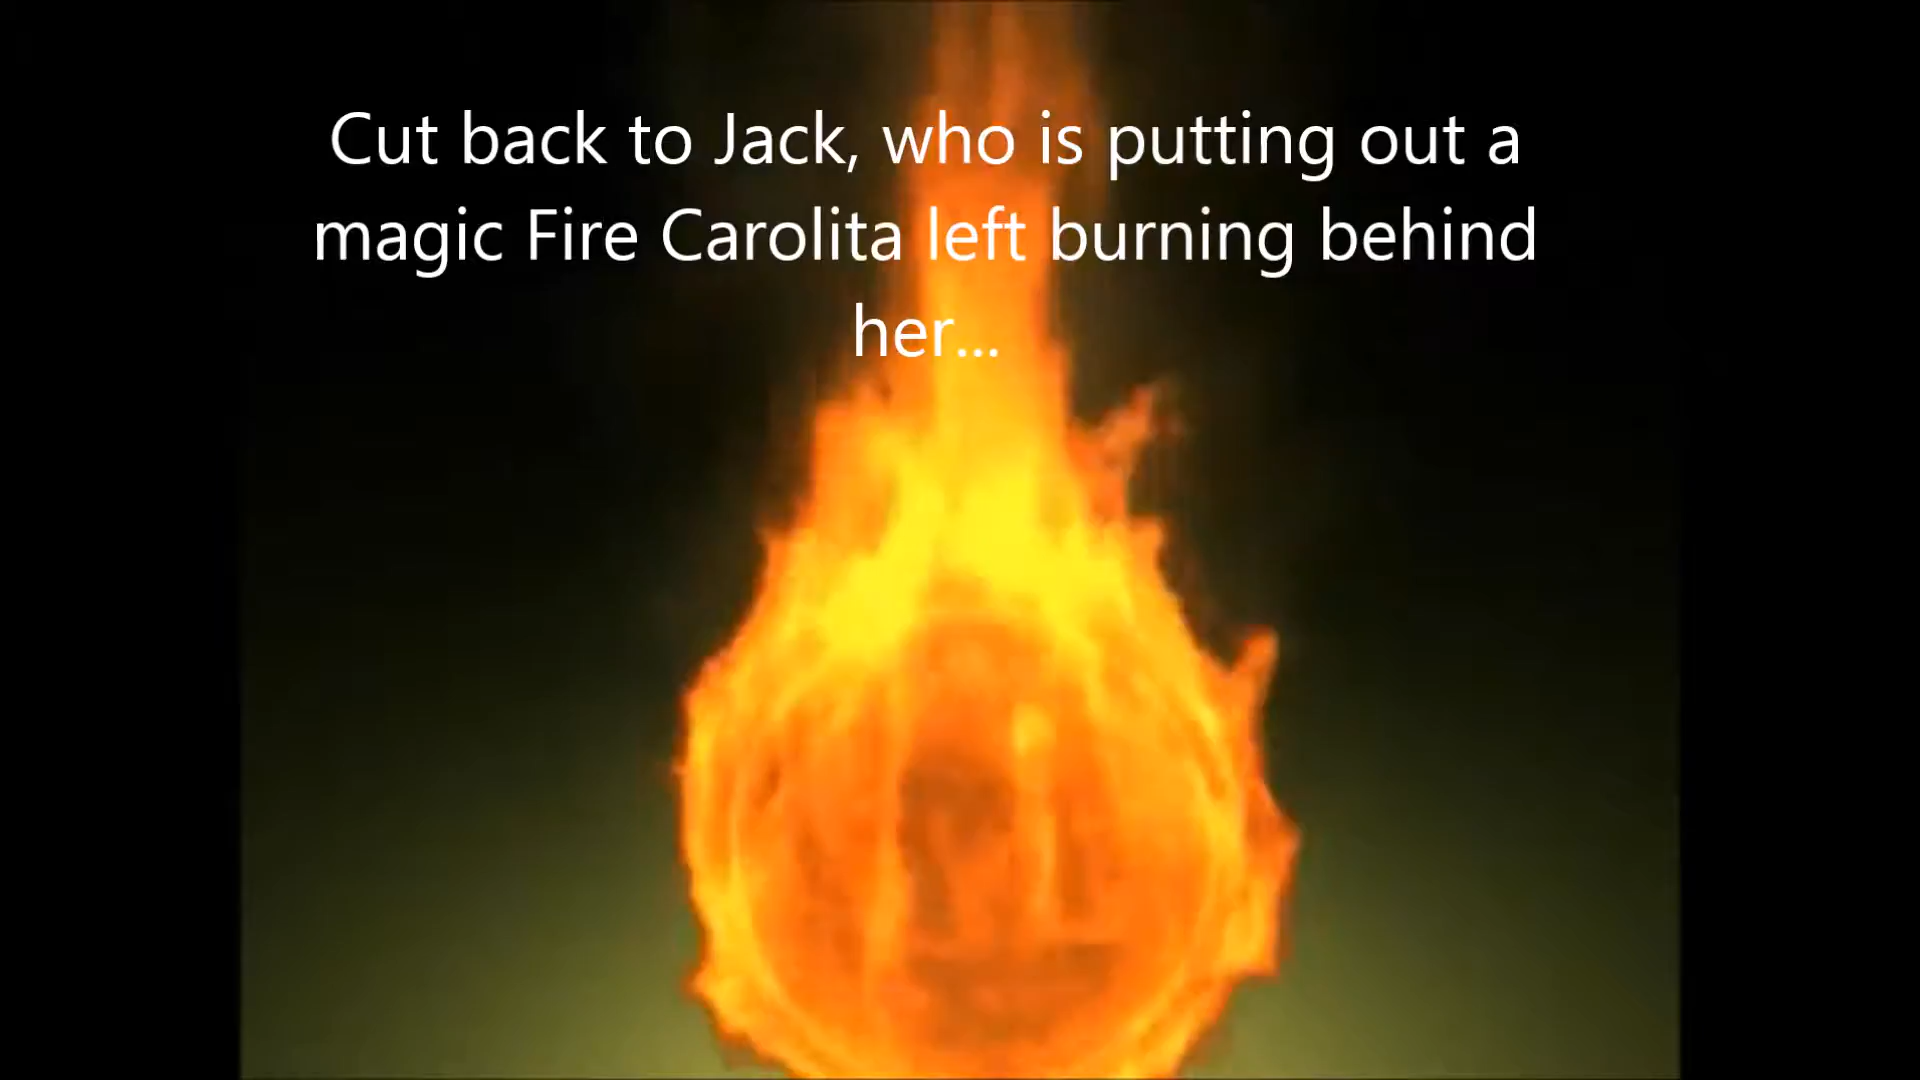 Cut back to Jack, who is putting out a
magic Fire Carolita left burning behind
her...